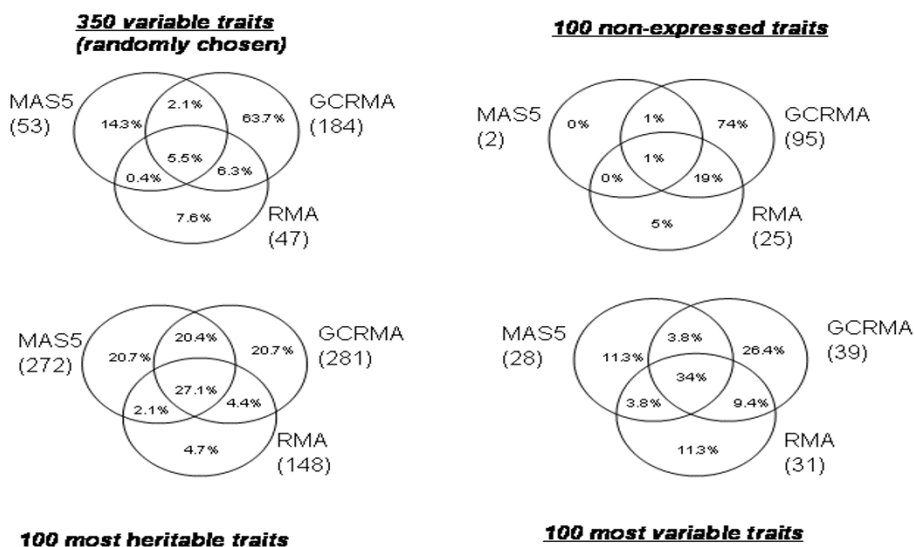 350 variable traits
(randomly chosen)
MAS5
(53)
GCRMA
(184)
14.3%
2.1%
63.7%
5.5%
0.4%
6.3%
7.6%
RMA
(47)
100 non-expressed traits
MAS5
(2)
GCRMA
(95)
0%
1%
74%
1%
0%
19%
5%
RMA
(25)
MAS5
(272)
GCRMA
(281)
20.7%
20.4%
20.7%
27.1%
2.1%
4.4%
4.7%
RMA
(148)
100 most heritable traits
MAS5
(28)
GCRMA
(39)
11.3%
3.8%
26.4%
34%
3.8%
9.4%
11.3%
RMA
(31)
100 most variable traits